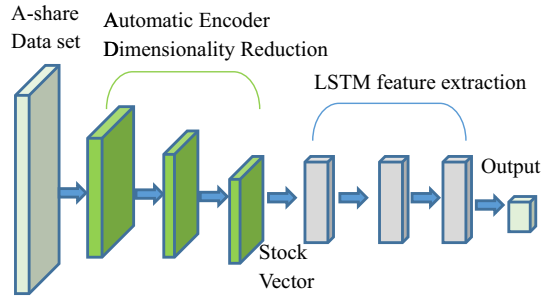 A-share
Data set
Automatic Encoder
Dimensionality Reduction
LSTM feature extraction
Output
Stock
Vector